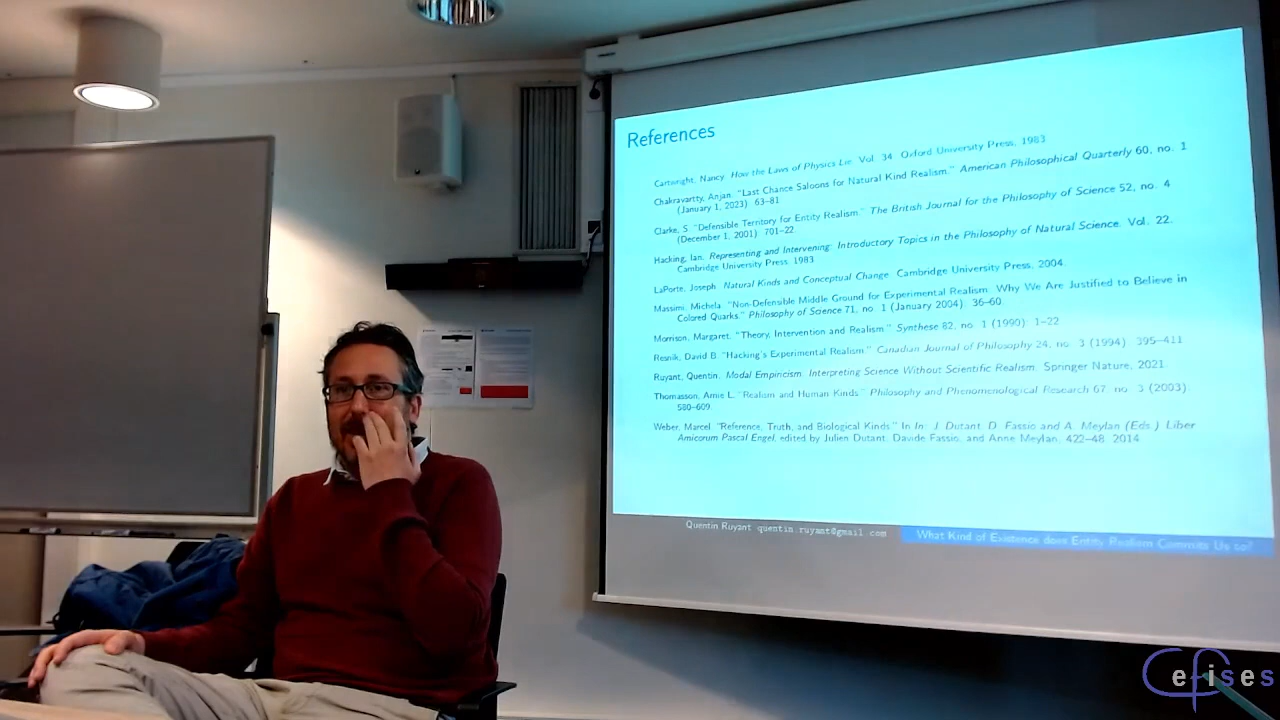 References
Cartwright, Nancy. How the Laws of Physics Lie. Vol. 34. Oxford University Press, 1983
Chakravartty, Anjan. "Last Chance Saloons for Natural Kind Realism." American Philosophical Quarterly 60, no. 1
(January 1, 2023): 63–81
Clarke, S. "Defensible Territory for Entity Realism." The British Journal for the Philosophy of Science 52, no. 4
(December 1, 2001): 701–22
Hacking, Ian. Representing and Intervening: Introductory Topics in the Philosophy of Natural Science. Vol. 22.
Cambridge University Press, 1983
LaPorte, Joseph. Natural Kinds and Conceptual Change. Cambridge University Press, 2004.
Massimi, Michela. "Non-Defensible Middle Ground for Experimental Realism: Why We Are Justified to Believe in
Colored Quarks." Philosophy of Science 71, no. 1 (January 2004): 36–60.
Morrison, Margaret. "Theory, Intervention and Realism." Synthese 82, no. 1 (1990): 1–22
Resnik, David B. "Hacking's Experimental Realism." Canadian Journal of Philosophy 24, no. 3 (1994): 395–411
Ruyant, Quentin. Modal Empiricism: Interpreting Science Without Scientific Realism. Springer Nature, 2021.
Thomasson, Amie L. "Realism and Human Kinds." Philosophy and Phenomenological Research 67, no. 3 (2003):
580–609.
Weber, Marcel. "Reference, Truth, and Biological Kinds." In In: J. Dutant, D. Fassio and A. Meylan (Eds.) Liber
Amicorum Pascal Engel, edited by Julien Dutant, Davide Fassio, and Anne Meylan, 422–48. 2014
Quentin Ruyant quentin.ruyant@gmail.com
What Kind of Existence does Entity Realism Commits Us to?
Cefises